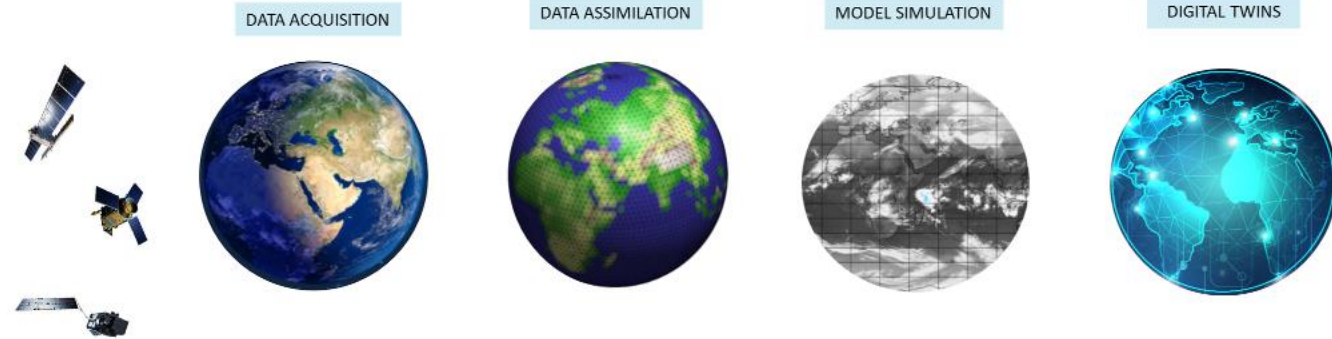 DATA ACQUISITION
DATA ASSIMILATION
MODEL SIMULATION
DIGITAL TWINS